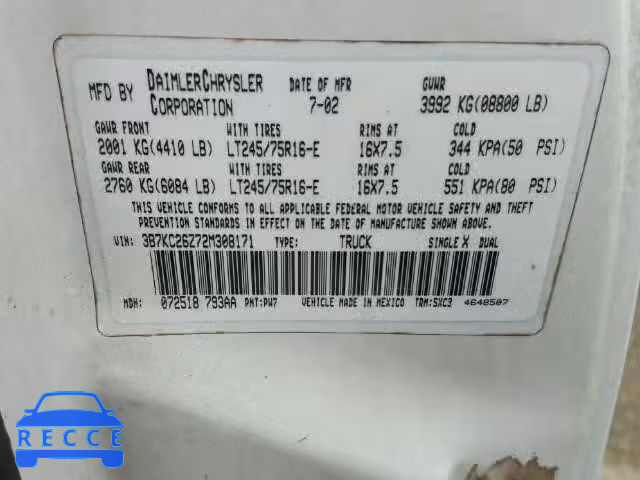 MFD BY DAIMLERCHRYSLER CORPORATION DATE OF MFR 7-02 GVWR 3992 KG(08800 LB)
GAWR FRONT WITH TIRES RIMS AT COLD
2001 KG(4410 LB) LT245/75R16-E 16X7.5 344 KPA(50 PSI)
GAWR REAR WITH TIRES RIMS AT COLD
2760 KG(6084 LB) LT245/75R16-E 16X7.5 551 KPA(80 PSI)
THIS VEHICLE CONFORMS TO ALL APPLICABLE FEDERAL MOTOR VEHICLE SAFETY AND THEFT
PREVENTION STANDARDS IN EFFECT ON THE DATE OF MANUFACTURE SHOWN ABOVE.
VIN: 3B7KC26Z72M308171 TYPE: TRUCK SINGLE X DUAL
MDH: 072518 793AA PNT:PW7 VEHICLE MADE IN MEXICO TRM:SXC3 4648507
RECCE